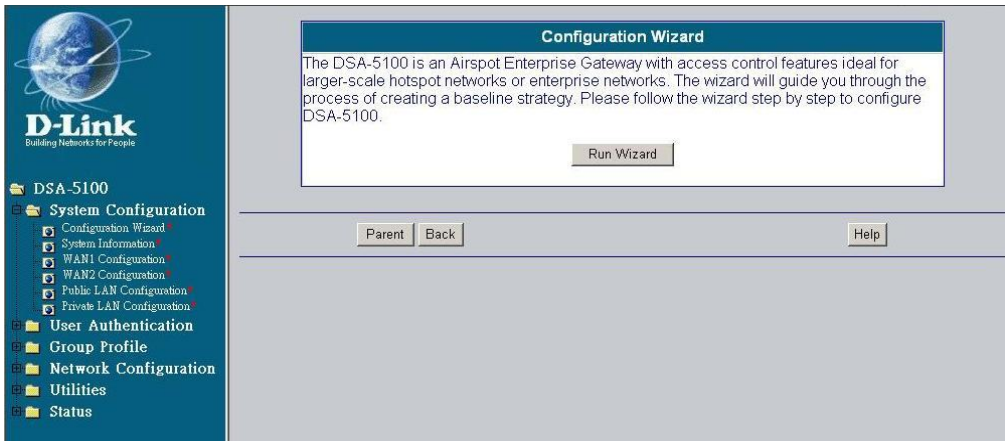 D-Link
Building Networks for People
DSA-5100
System Configuration
Configuration Wizard*
System Information*
WAN1 Configuration*
WAN2 Configuration*
Public LAN Configuration*
Private LAN Configuration*
User Authentication
Group Profile
Network Configuration
Utilities
Status
Configuration Wizard
The DSA-5100 is an Airspot Enterprise Gateway with access control features ideal for
larger-scale hotspot networks or enterprise networks. The wizard will guide you through the
process of creating a baseline strategy. Please follow the wizard step by step to configure
DSA-5100.
Run Wizard
Parent Back Help